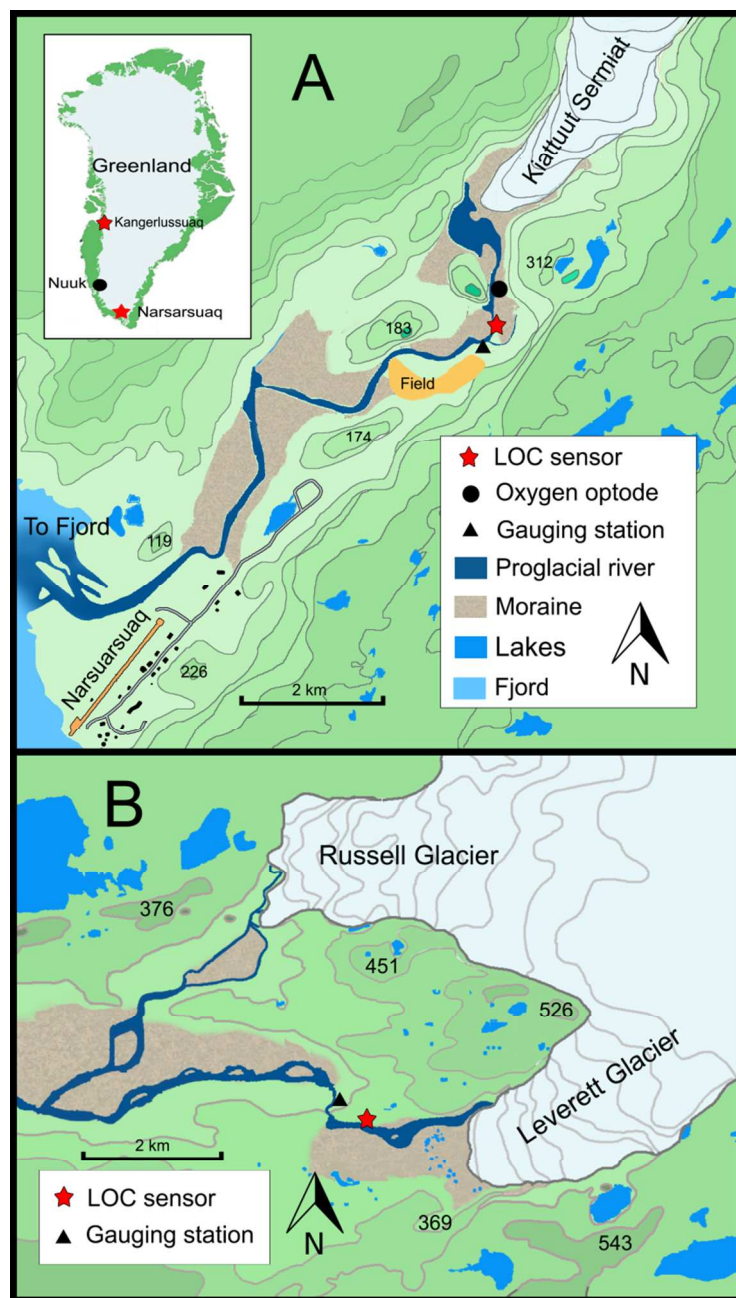 A
Kiattuut Sermiat
Greenland
Kangerlussuaq
Nuuk
Narsarsuaq
312
183
Field
174
To Fjord
119
Narsuarsuaq
226
2 km
LOC sensor
Oxygen optode
Gauging station
Proglacial river
Moraine
Lakes
Fjord
N
B
Russell Glacier
376
451
526
Leverett Glacier
2 km
LOC sensor
Gauging station
N
369
543